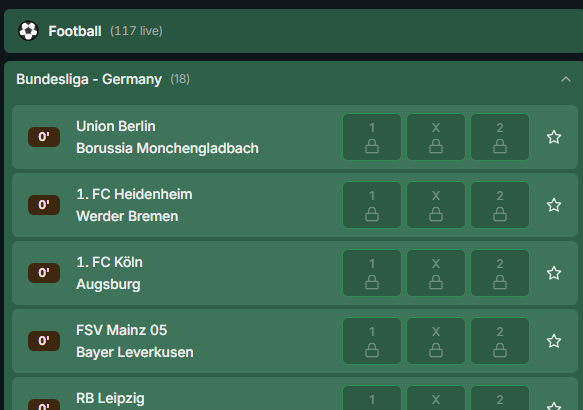 Football (117 live)
Bundesliga - Germany (18)
0'
Union Berlin
Borussia Monchengladbach
1 X 2
0'
1. FC Heidenheim
Werder Bremen
1 X 2
0'
1. FC Köln
Augsburg
1 X 2
0'
FSV Mainz 05
Bayer Leverkusen
1 X 2
0'
RB Leipzig
1 X 2